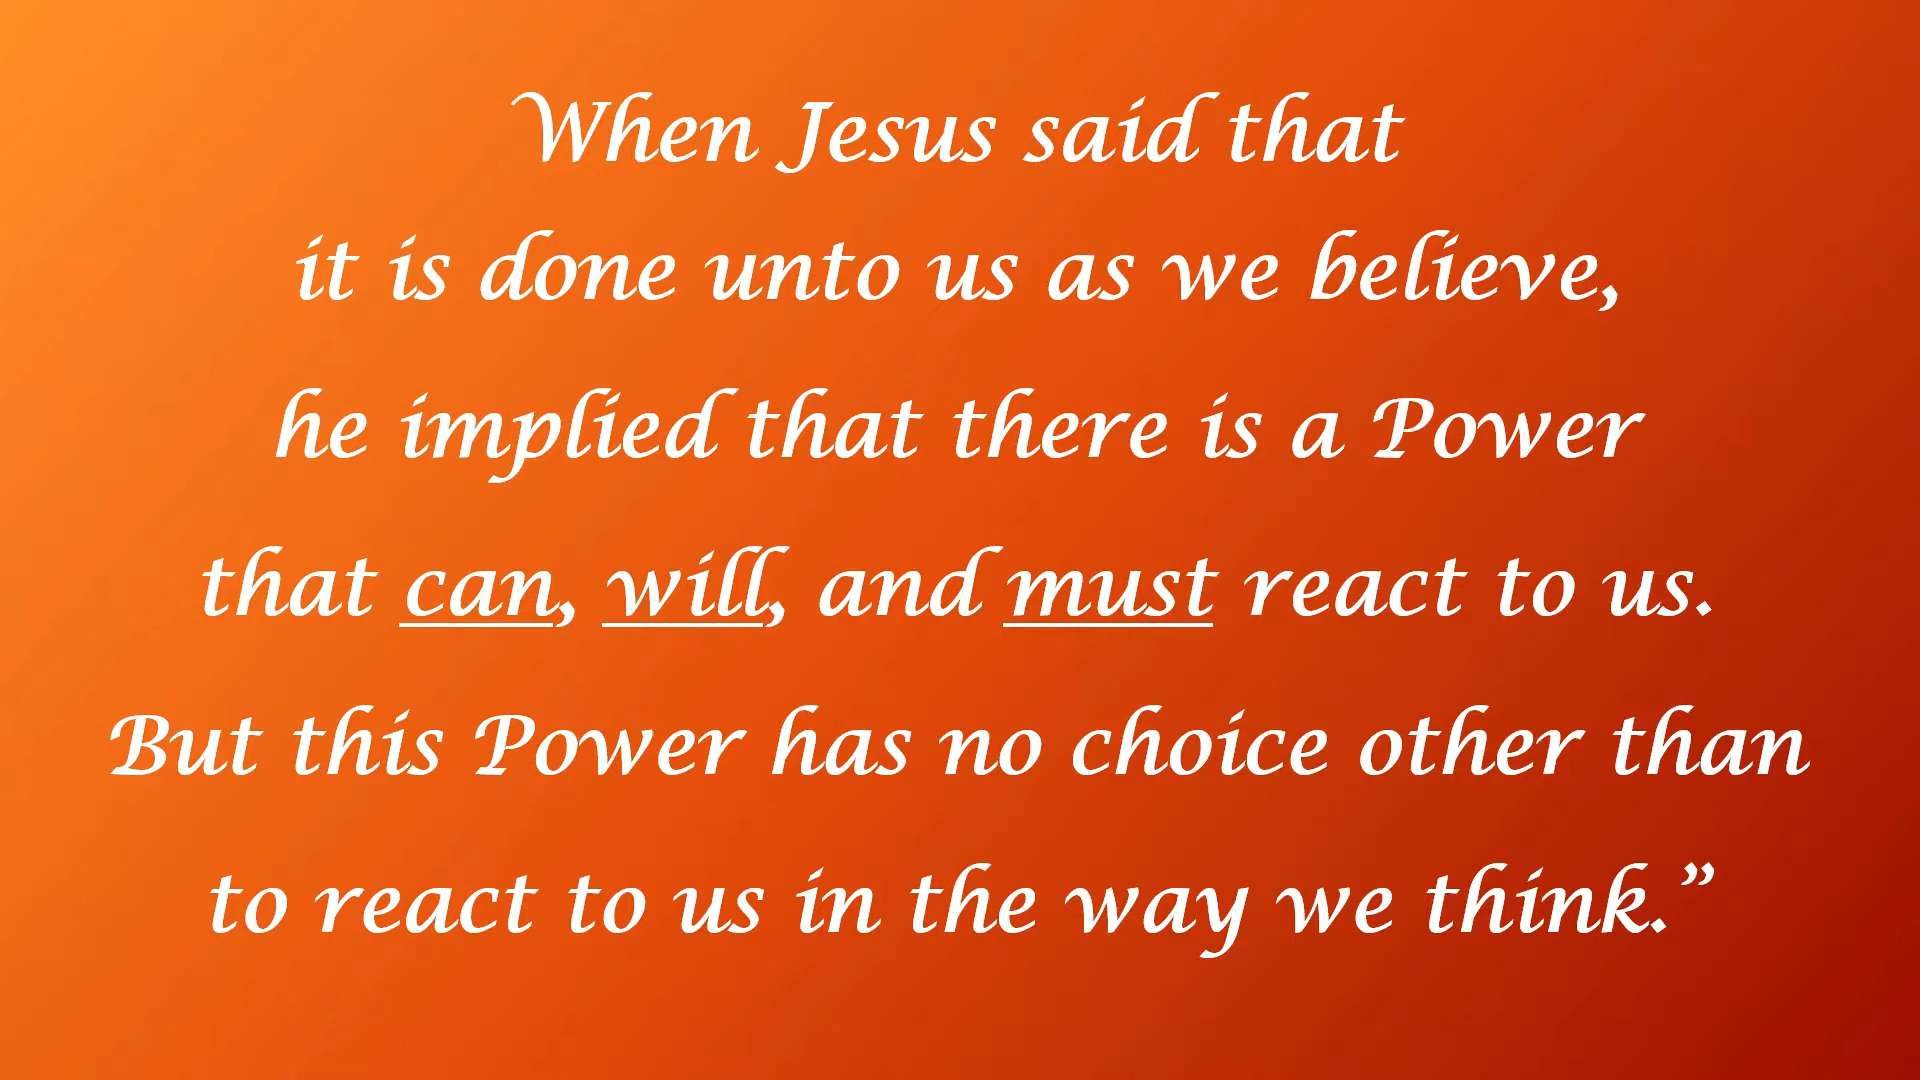 When Jesus said that
it is done unto us as we believe,
he implied that there is a Power
that can, will, and must react to us.
But this Power has no choice other than
to react to us in the way we think.”